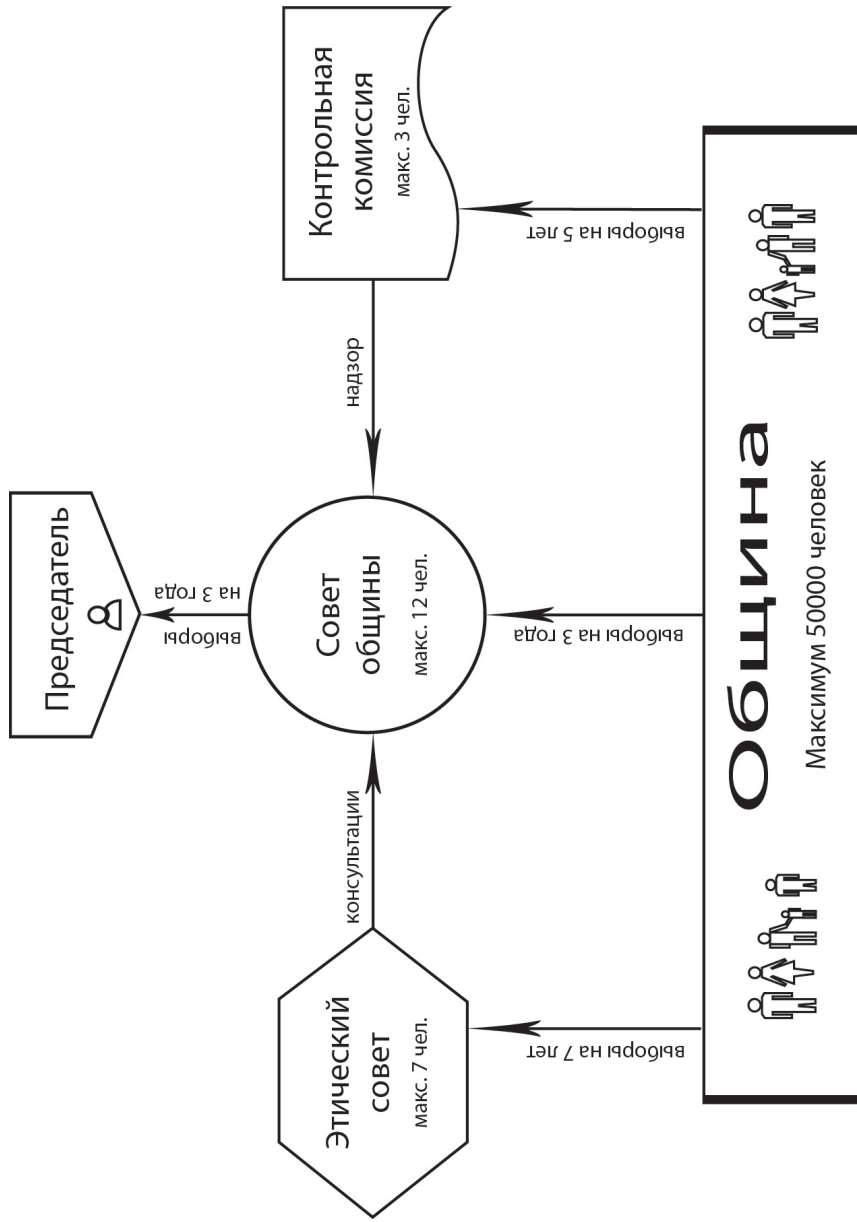 Председатель
выборы
на 3 года
Этический
совет
макс. 7 чел.
консультации
Совет
общины
макс. 12 чел.
надзор
Контрольная
комиссия
макс. 3 чел.
выборы на 7 лет
выборы на 3 года
выборы на 5 лет
Община
Максимум 50000 человек